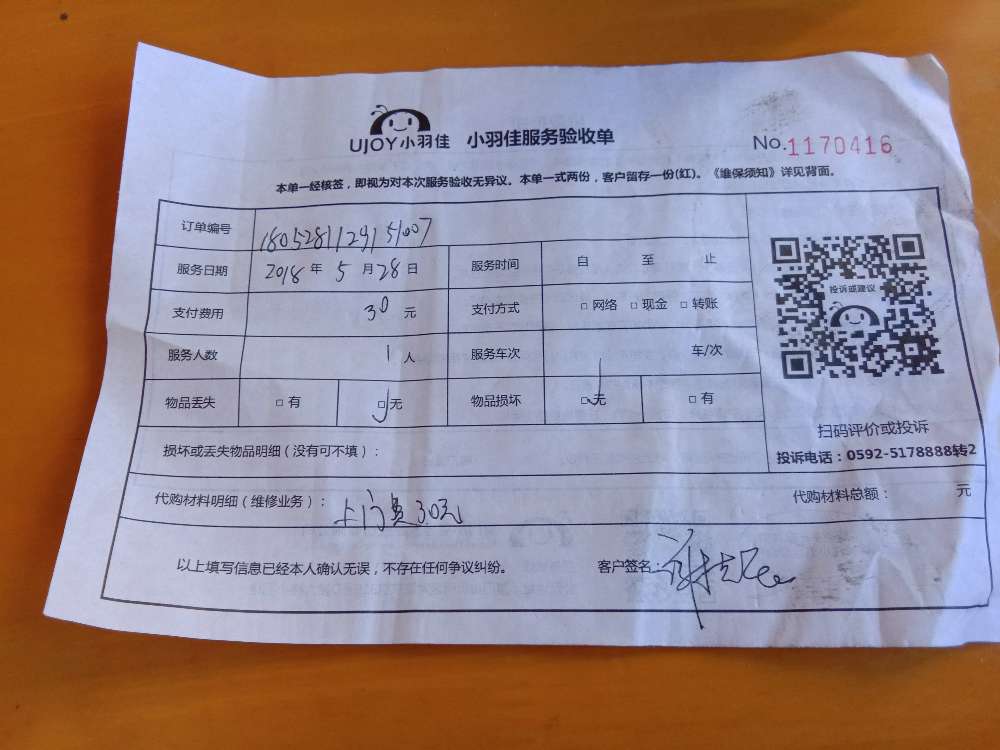 UJOY小羽佳 小羽佳服务验收单 No.1170416
本单一经核签，即视为对本次服务验收无异议。本单一式两份，客户留存一份(红)。《维保须知》详见背面。
订单编号 1805281129151007
服务日期 2018 年 5 月 28 日 服务时间 自 至 止
支付费用 30 元 支付方式 □ 网络 □ 现金 □ 转账
投诉或建议
服务人数 1 人 服务车次 车/次
物品丢失 □ 有 □ 无 物品损坏 □ 无 □ 有
扫码评价或投诉
投诉电话：0592-5178888转2
损坏或丢失物品明细（没有可不填）：
代购材料明细（维修业务）： 上门费30元 代购材料总额： 元
以上填写信息已经本人确认无误，不存在任何争议纠纷。 客户签名：